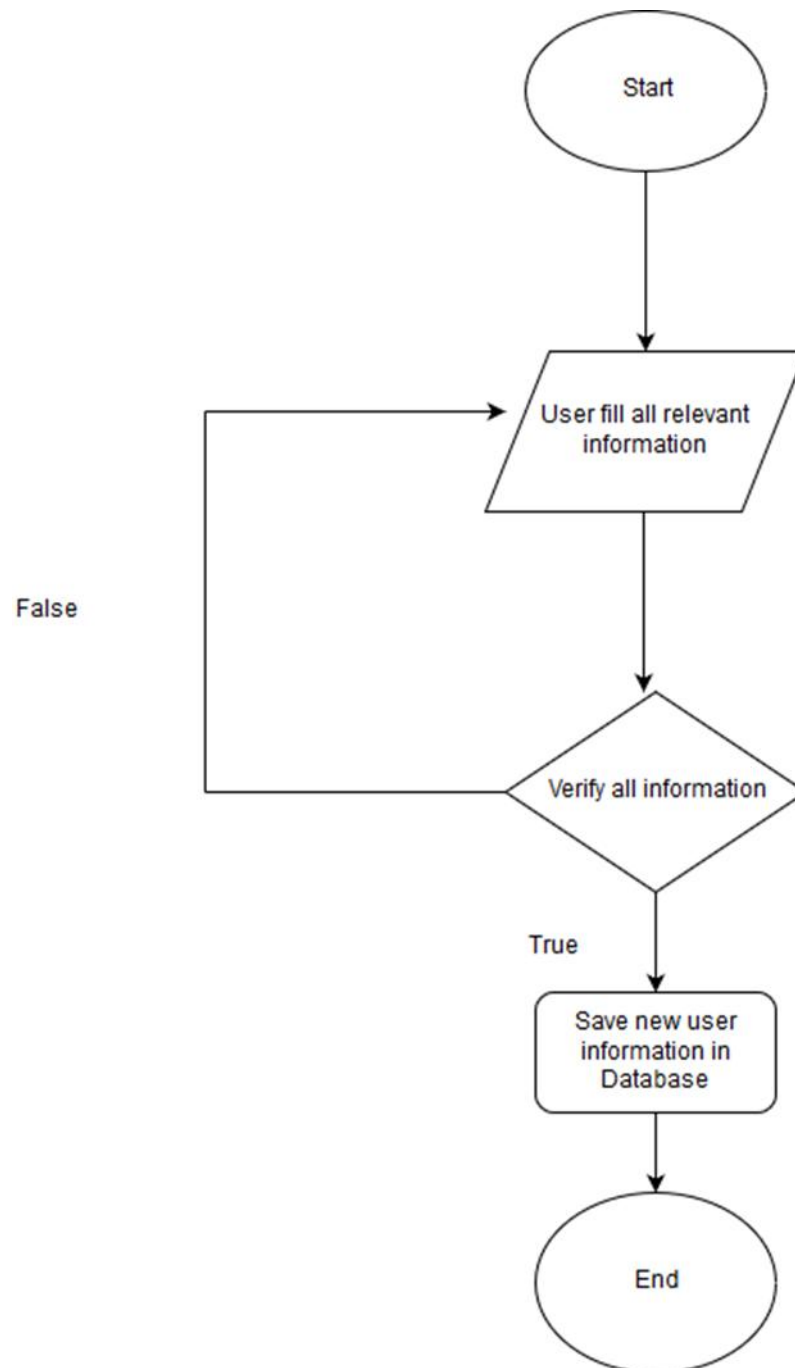 Start
User fill all relevant
information
False
Verify all information
True
Save new user
information in
Database
End